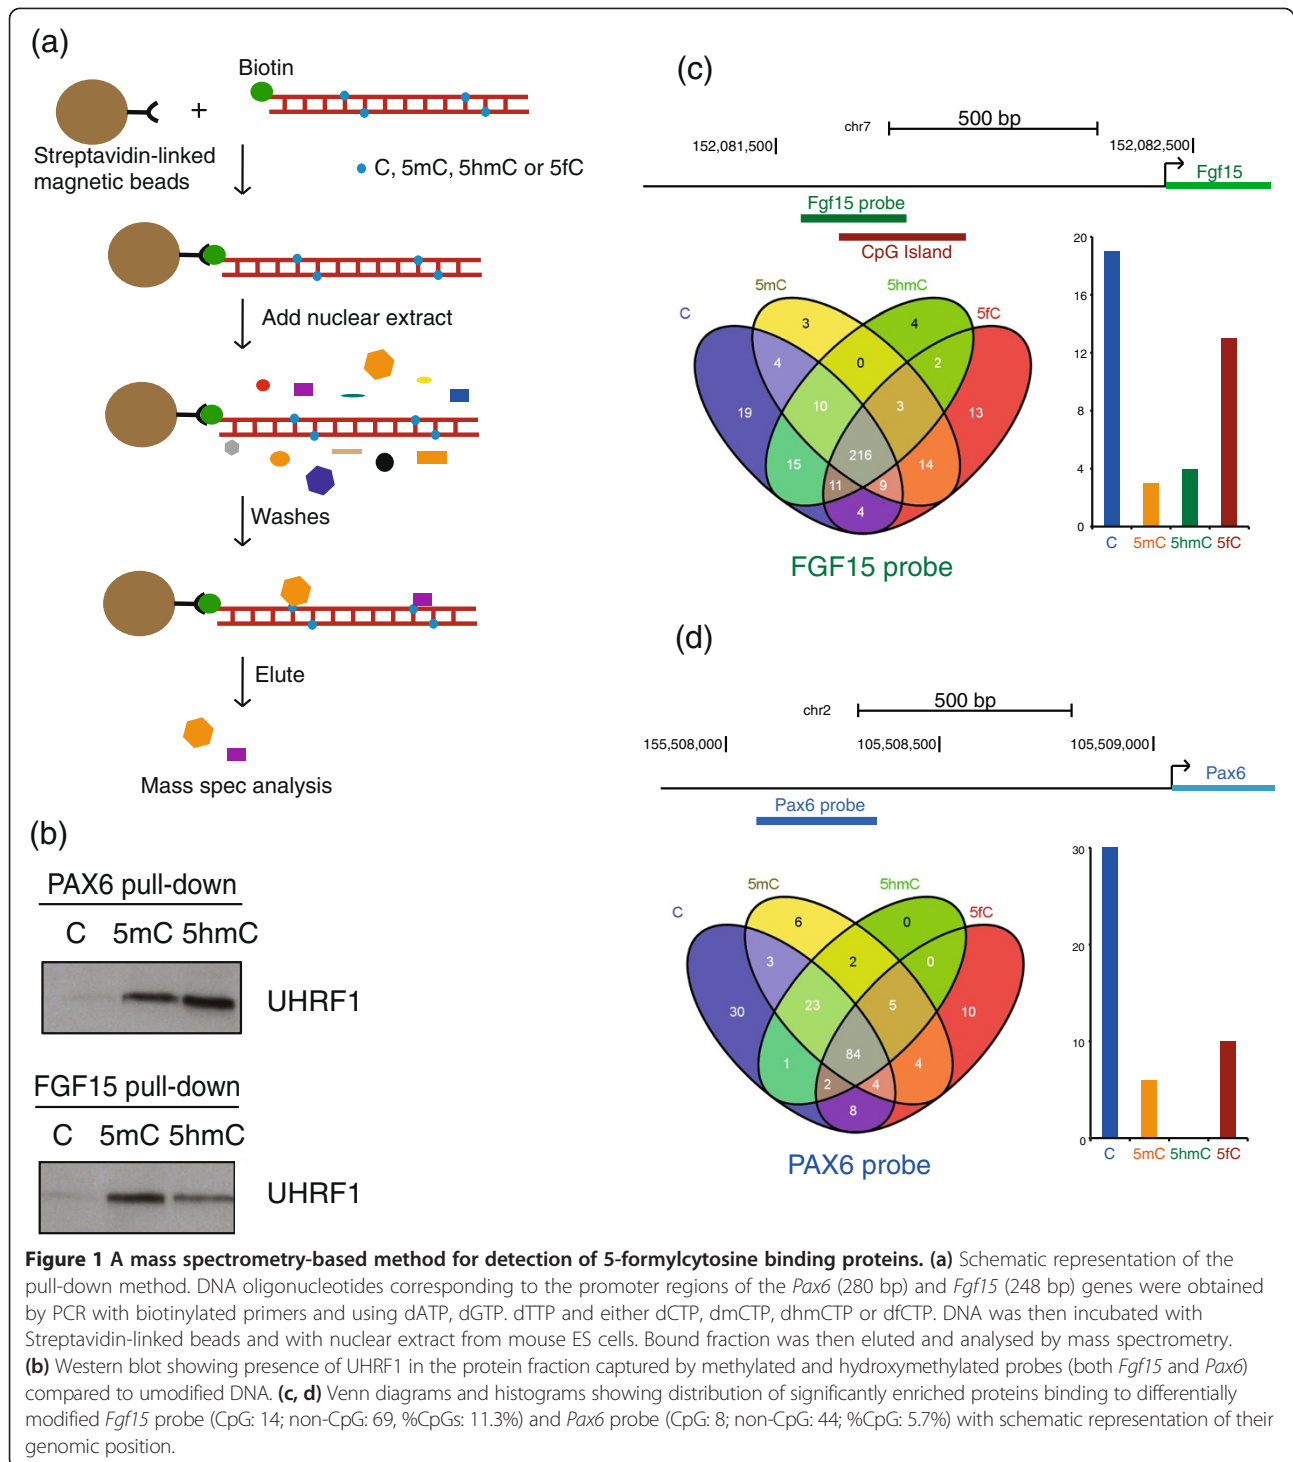 (a)
Biotin
+
Streptavidin-linked
magnetic beads
C, 5mC, 5hmC or 5fC
Add nuclear extract
Washes
Elute
Mass spec analysis
(b)
PAX6 pull-down
C 5mC 5hmC
UHRF1
FGF15 pull-down
C 5mC 5hmC
UHRF1
(c)
chr7 500 bp
152,081,500 152,082,500
Fgf15
Fgf15 probe
CpG Island
C 5mC 5hmC 5fC
3 4
4 0 2
19 10 3 13
216
15 14
11 9
4
FGF15 probe
20
16
12
8
4
0
C 5mC 5hmC 5fC
(d)
chr2 500 bp
155,508,000 105,508,500 105,509,000
Pax6
Pax6 probe
C 5mC 5hmC 5fC
6 0
3 2 0
30 23 5 10
84
1 4
2 4
8
PAX6 probe
30
20
10
0
C 5mC 5hmC 5fC
Figure 1 A mass spectrometry-based method for detection of 5-formylcytosine binding proteins. (a) Schematic representation of the
pull-down method. DNA oligonucleotides corresponding to the promoter regions of the Pax6 (280 bp) and Fgf15 (248 bp) genes were obtained
by PCR with biotinylated primers and using dATP, dGTP. dTTP and either dCTP, dmCTP, dhmCTP or dfCTP. DNA was then incubated with
Streptavidin-linked beads and with nuclear extract from mouse ES cells. Bound fraction was then eluted and analysed by mass spectrometry.
(b) Western blot showing presence of UHRF1 in the protein fraction captured by methylated and hydroxymethylated probes (both Fgf15 and Pax6)
compared to umodified DNA. (c, d) Venn diagrams and histograms showing distribution of significantly enriched proteins binding to differentially
modified Fgf15 probe (CpG: 14; non-CpG: 69, %CpGs: 11.3%) and Pax6 probe (CpG: 8; non-CpG: 44; %CpG: 5.7%) with schematic representation of their
genomic position.